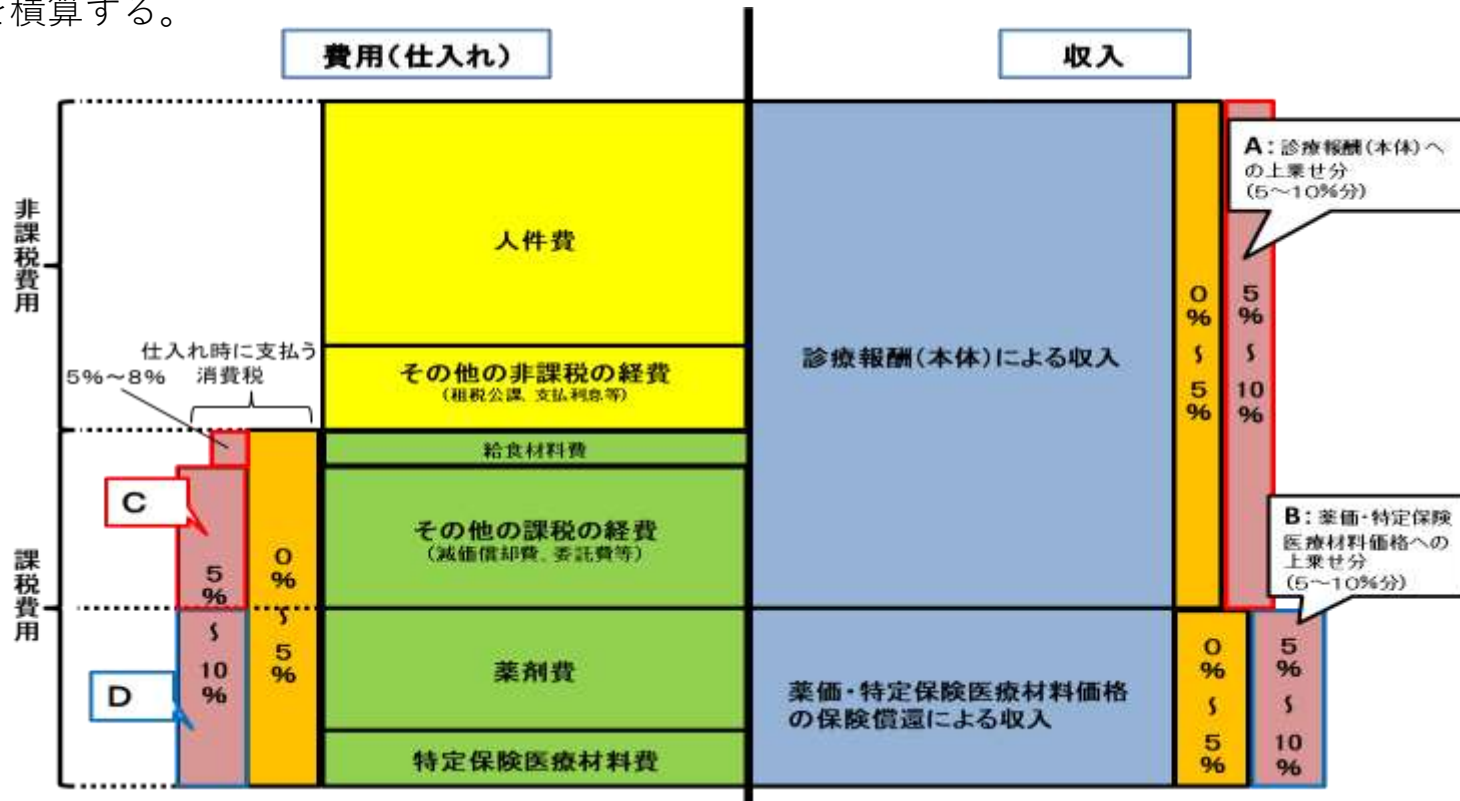 を積算する。
費用(仕入れ)
収入
非課税費用
人件費
その他の非課税の経費
(租税公課、支払利息等)
仕入れ時に支払う
消費税
5%~8%
課税費用
給食材料費
その他の課税の経費
(減価償却費、委託費等)
薬剤費
特定保険医療材料費
C
5%~10%
D
0%~5%
診療報酬(本体)による収入
薬価・特定保険医療材料価格
の保険償還による収入
0%~5%
5%~10%
A:診療報酬(本体)へ
の上乗せ分
(5~10%分)
B:薬価・特定保険
医療材料価格への
上乗せ分
(5~10%分)
0%~5%
5%~10%